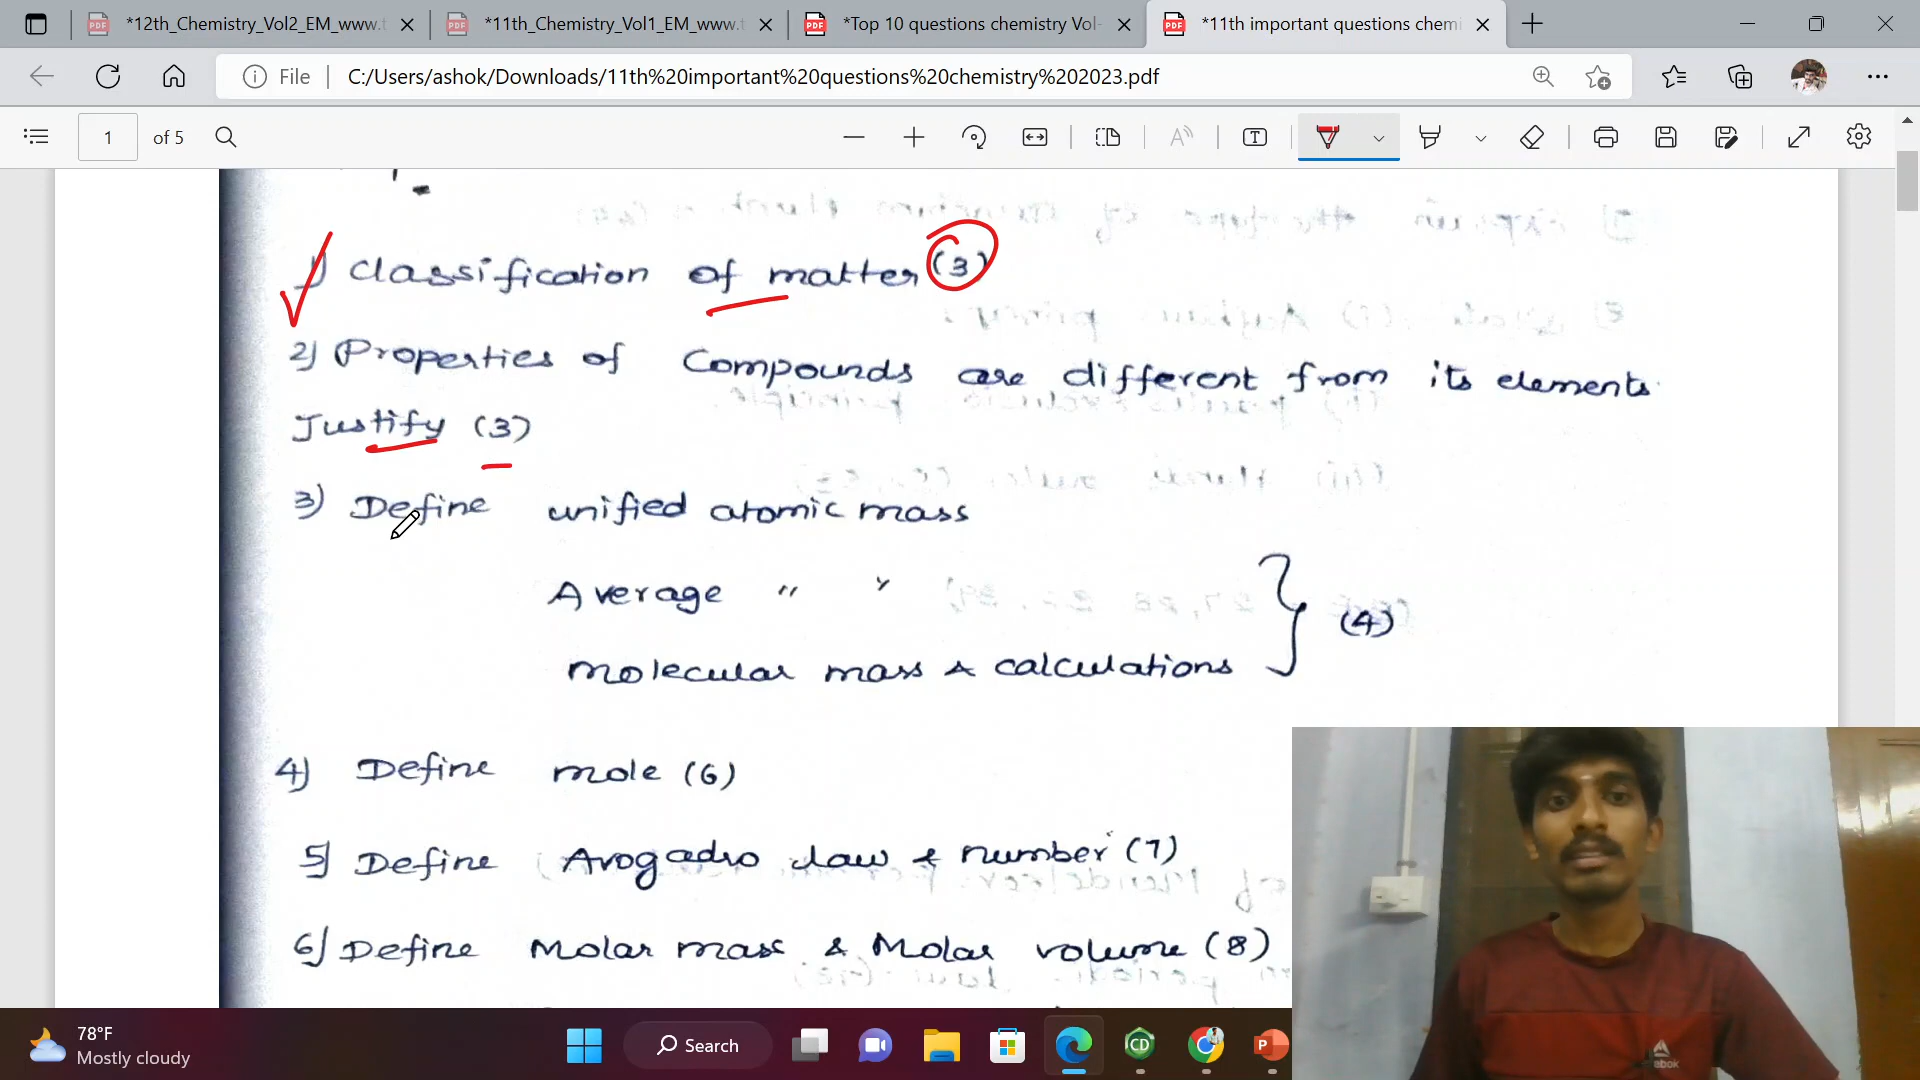 *12th_Chemistry_Vol2_EM_www.t
*11th_Chemistry_Vol1_EM_www.t
*Top 10 questions chemistry Vol-
*11th important questions chemi
File
C:/Users/ashok/Downloads/11th%20important%20questions%20chemistry%202023.pdf
1 of 5
1) Classification of matter (3)
2) Properties of Compounds are different from its elements
Justify (3)
3) Define unified atomic mass
Average " "
molecular mass & calculations } (4)
4) Define mole (6)
5) Define Avogadro law & number (7)
6) Define Molar mass & Molar volume (8)
78°F
Mostly cloudy
Search